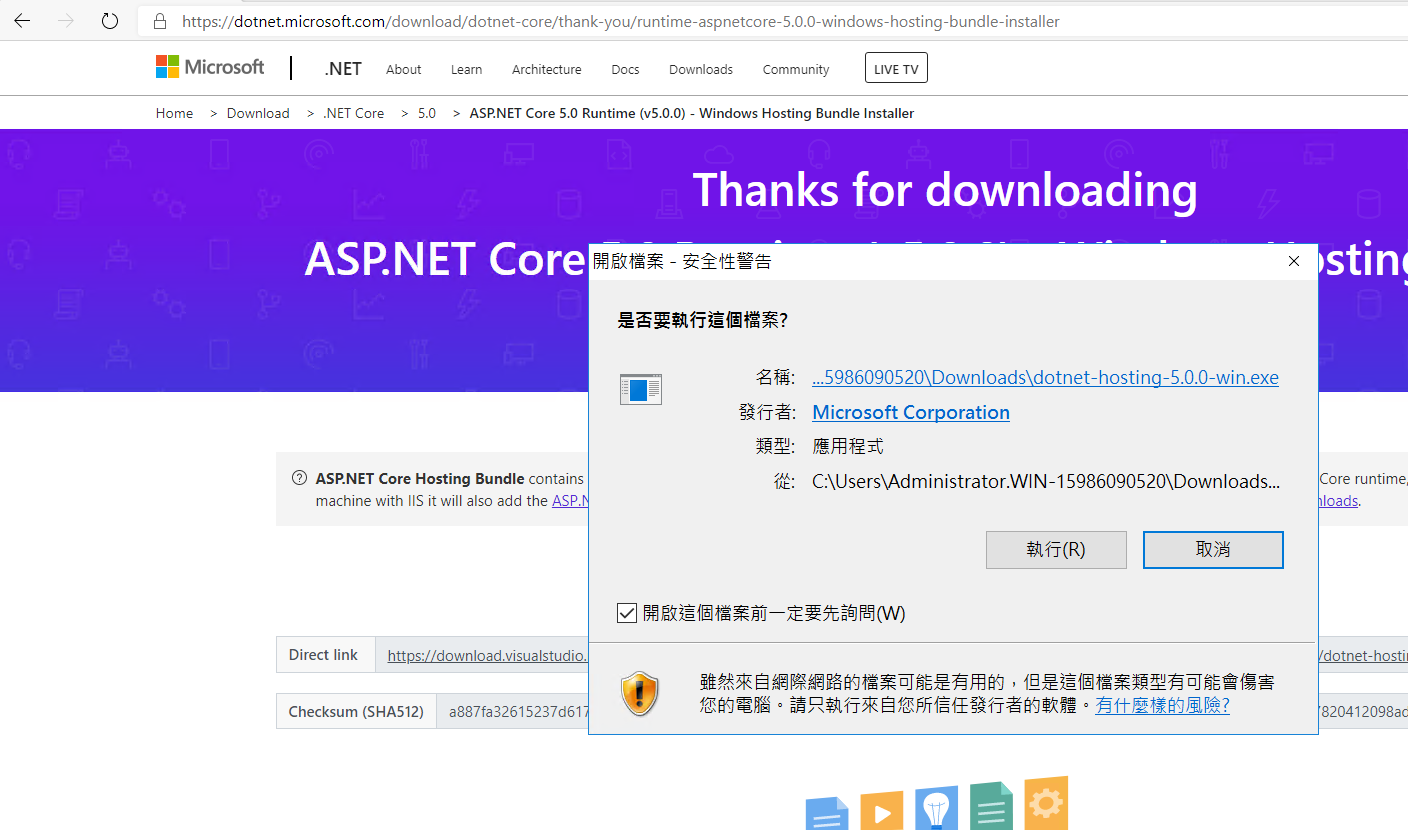 https://dotnet.microsoft.com/download/dotnet-core/thank-you/runtime-aspnetcore-5.0.0-windows-hosting-bundle-installer
Microsoft .NET About Learn Architecture Docs Downloads Community LIVE TV
Home > Download > .NET Core > 5.0 > ASP.NET Core 5.0 Runtime (v5.0.0) - Windows Hosting Bundle Installer
Thanks for downloading
ASP.NET Core
開啟檔案 - 安全性警告
是否要執行這個檔案?
名稱: ...5986090520\Downloads\dotnet-hosting-5.0.0-win.exe
發行者: Microsoft Corporation
類型: 應用程式
從: C:\Users\Administrator.WIN-15986090520\Downloads...
執行(R) 取消
開啟這個檔案前一定要先詢問(W)
雖然來自網際網路的檔案可能是有用的，但是這個檔案類型有可能會傷害
您的電腦。請只執行來自您所信任發行者的軟體。有什麼樣的風險?
ASP.NET Core Hosting Bundle contains Core runtime,
machine with IIS it will also add the ASP.N nloads.
Direct link https://download.visualstudio. /dotnet-hostin
Checksum (SHA512) a887fa32615237d617 7820412098ad